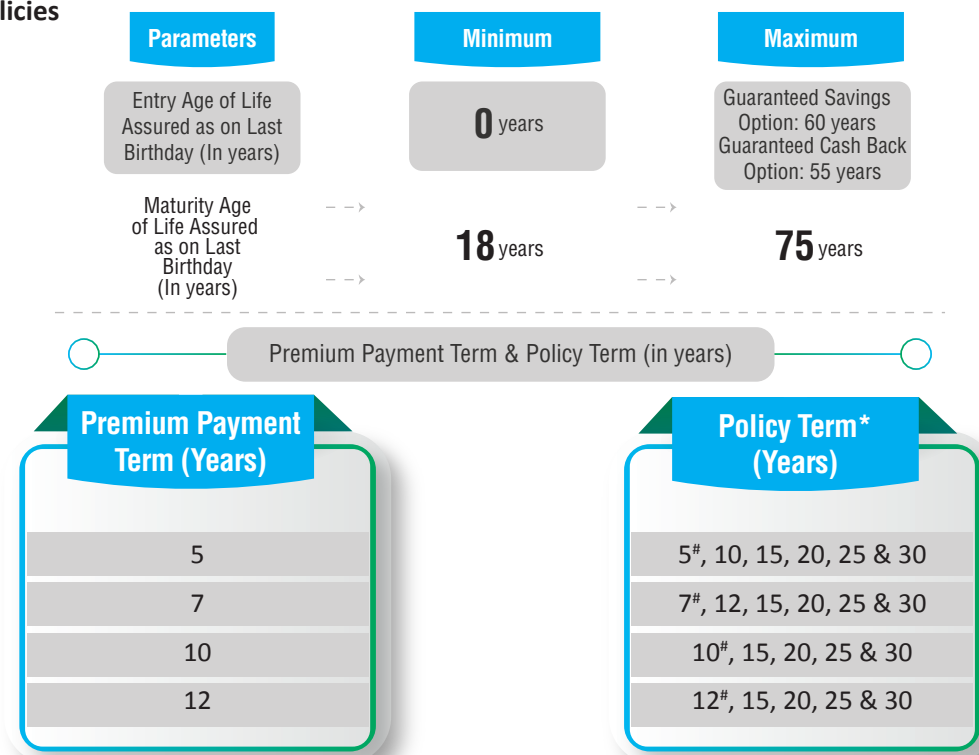 licies
Parameters
Minimum
Maximum
Entry Age of Life
Assured as on Last
Birthday (In years)
0 years
Guaranteed Savings
Option: 60 years
Guaranteed Cash Back
Option: 55 years
Maturity Age
of Life Assured
as on Last
Birthday
(In years)
18 years
75 years
Premium Payment Term & Policy Term (in years)
Premium Payment
Term (Years)
Policy Term*
(Years)
5
5#, 10, 15, 20, 25 & 30
7
7#, 12, 15, 20, 25 & 30
10
10#, 15, 20, 25 & 30
12
12#, 15, 20, 25 & 30